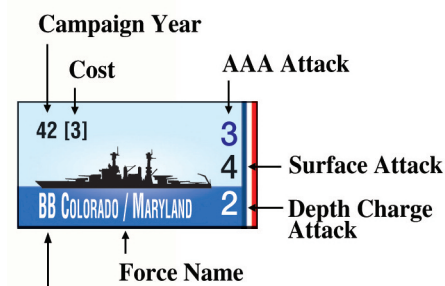 Campaign Year
Cost
AAA Attack
42 [3]
3
4
Surface Attack
BB COLORADO / MARYLAND
2
Depth Charge
Attack
Force Name